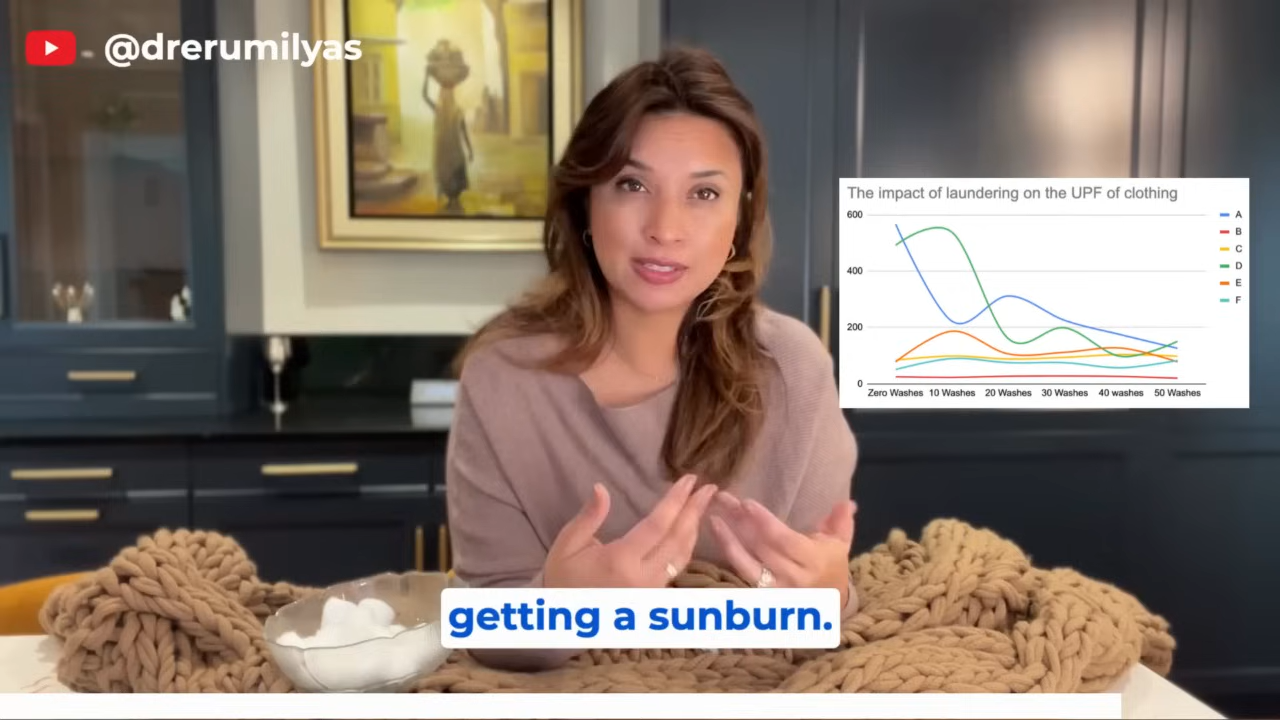 @drerumilyas
The impact of laundering on the UPF of clothing
600
400
200
0
Zero Washes 10 Washes 20 Washes 30 Washes 40 washes 50 Washes
A
B
C
D
E
F
getting a sunburn.